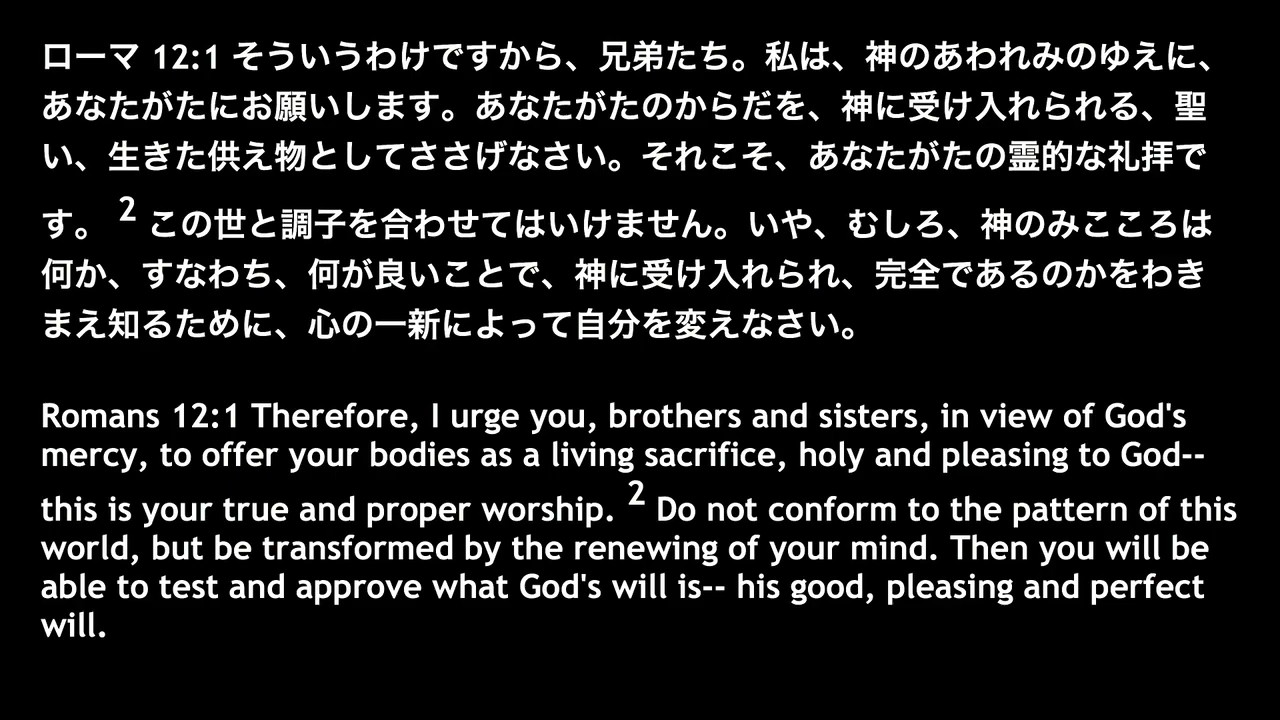 ローマ 12:1 そういうわけですから、兄弟たち。私は、神のあわれみのゆえに、
あなたがたにお願いします。あなたがたのからだを、神に受け入れられる、聖
い、生きた供え物としてささげなさい。それこそ、あなたがたの霊的な礼拝で
す。 2 この世と調子を合わせてはいけません。いや、むしろ、神のみこころは
何か、すなわち、何が良いことで、神に受け入れられ、完全であるのかをわき
まえ知るために、心の一新によって自分を変えなさい。
Romans 12:1 Therefore, I urge you, brothers and sisters, in view of God's
mercy, to offer your bodies as a living sacrifice, holy and pleasing to God--
this is your true and proper worship. 2 Do not conform to the pattern of this
world, but be transformed by the renewing of your mind. Then you will be
able to test and approve what God's will is-- his good, pleasing and perfect
will.